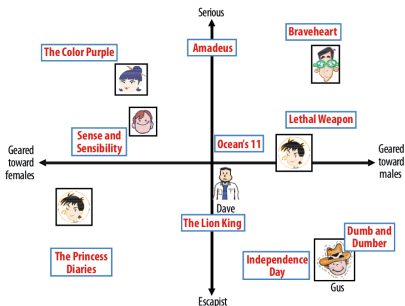 Serious
Braveheart
The Color Purple
Amadeus
Lethal Weapon
Sense and
Sensibility
Ocean's 11
Geared
toward
females
Geared
toward
males
Dave
The Lion King
Dumb and
Dumber
The Princess
Diaries
Independence
Day
Gus
Escapist